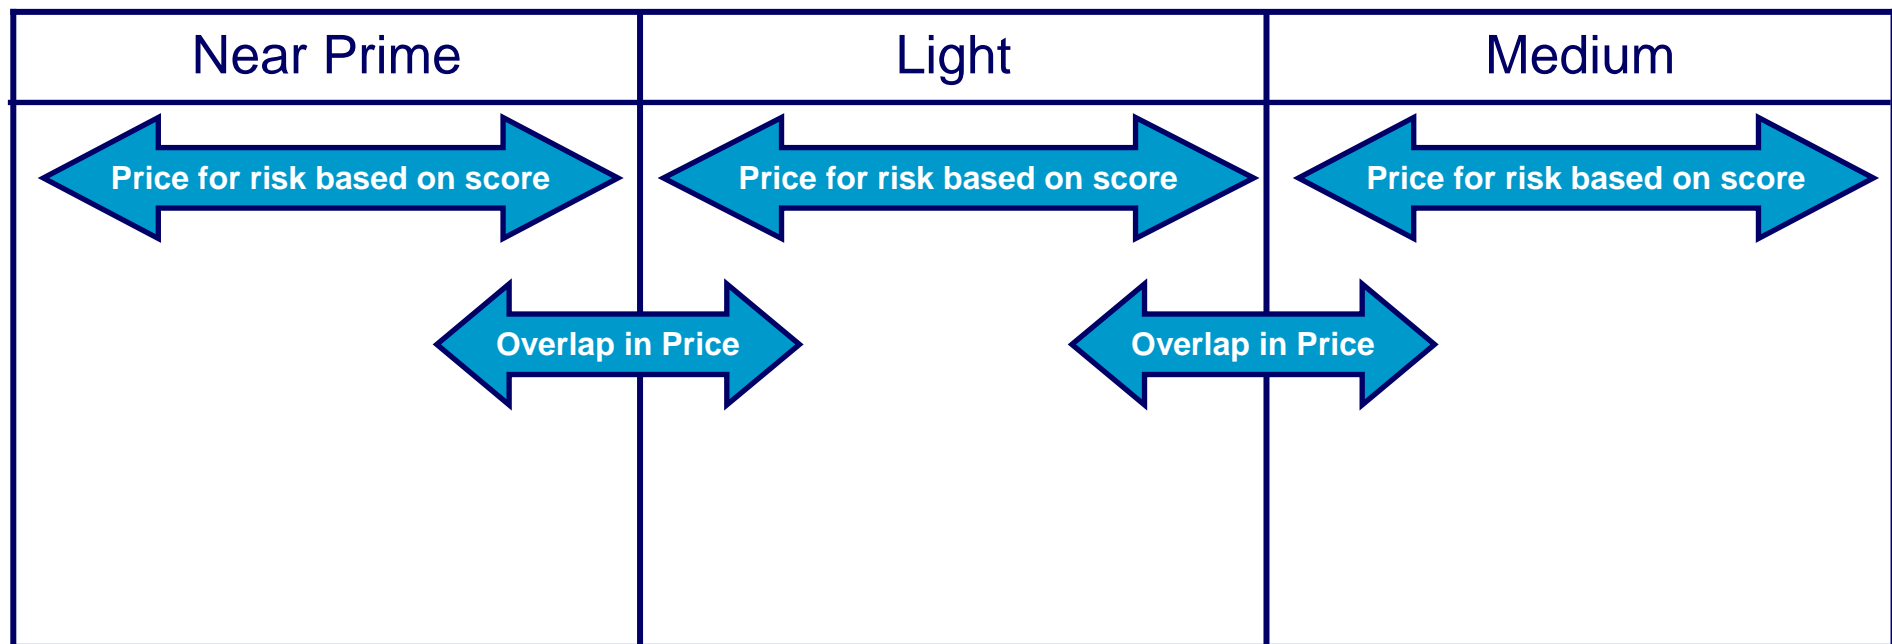 Near Prime
Light
Medium
Price for risk based on score
Price for risk based on score
Price for risk based on score
Overlap in Price
Overlap in Price